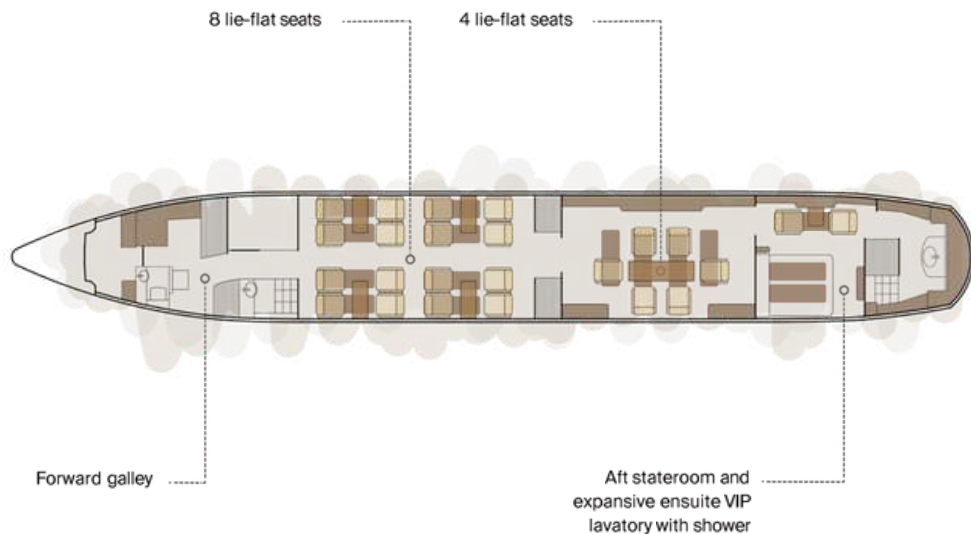 8 lie-flat seats
4 lie-flat seats
Forward galley
Aft stateroom and
expansive ensuite VIP
lavatory with shower